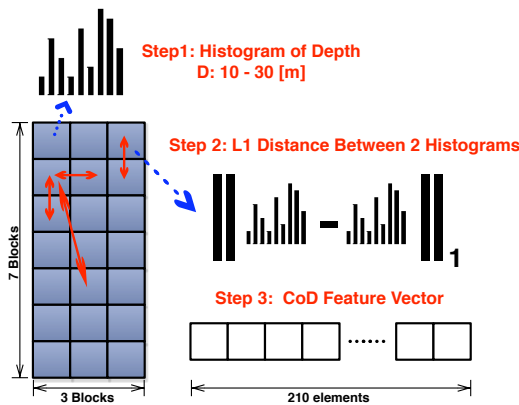 Step1: Histogram of Depth
D: 10 - 30 [m]
Step 2: L1 Distance Between 2 Histograms
1
7 Blocks
Step 3: CoD Feature Vector
......
3 Blocks
210 elements